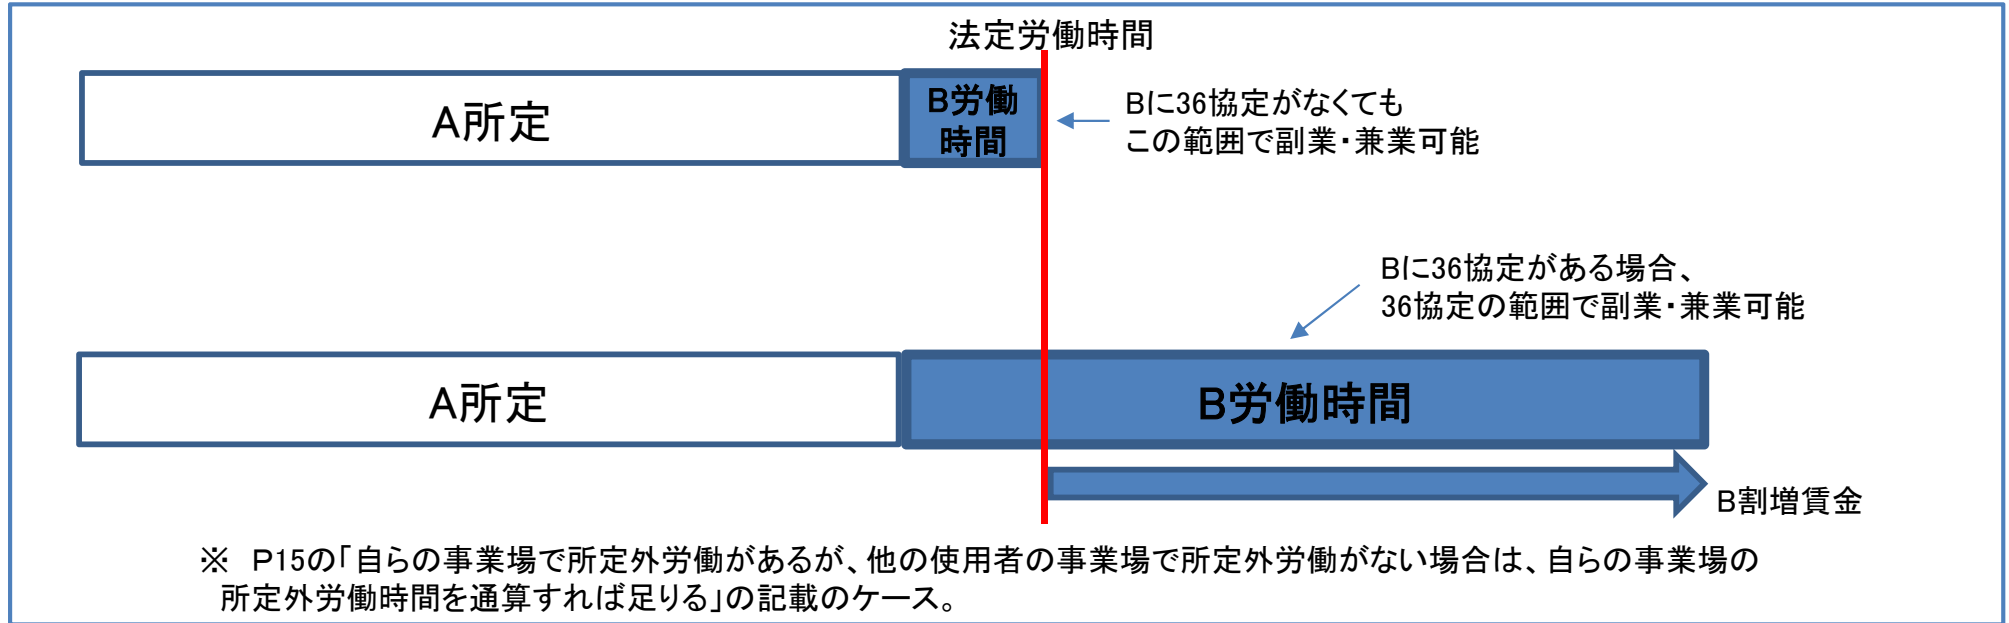 法定労働時間
A所定
B労働
時間
Bに36協定がなくても
この範囲で副業・兼業可能
Bに36協定がある場合、
36協定の範囲で副業・兼業可能
A所定
B労働時間
B割増賃金
※ P15の「自らの事業場で所定外労働があるが、他の使用者の事業場で所定外労働がない場合は、自らの事業場の
所定外労働時間を通算すれば足りる」の記載のケース。